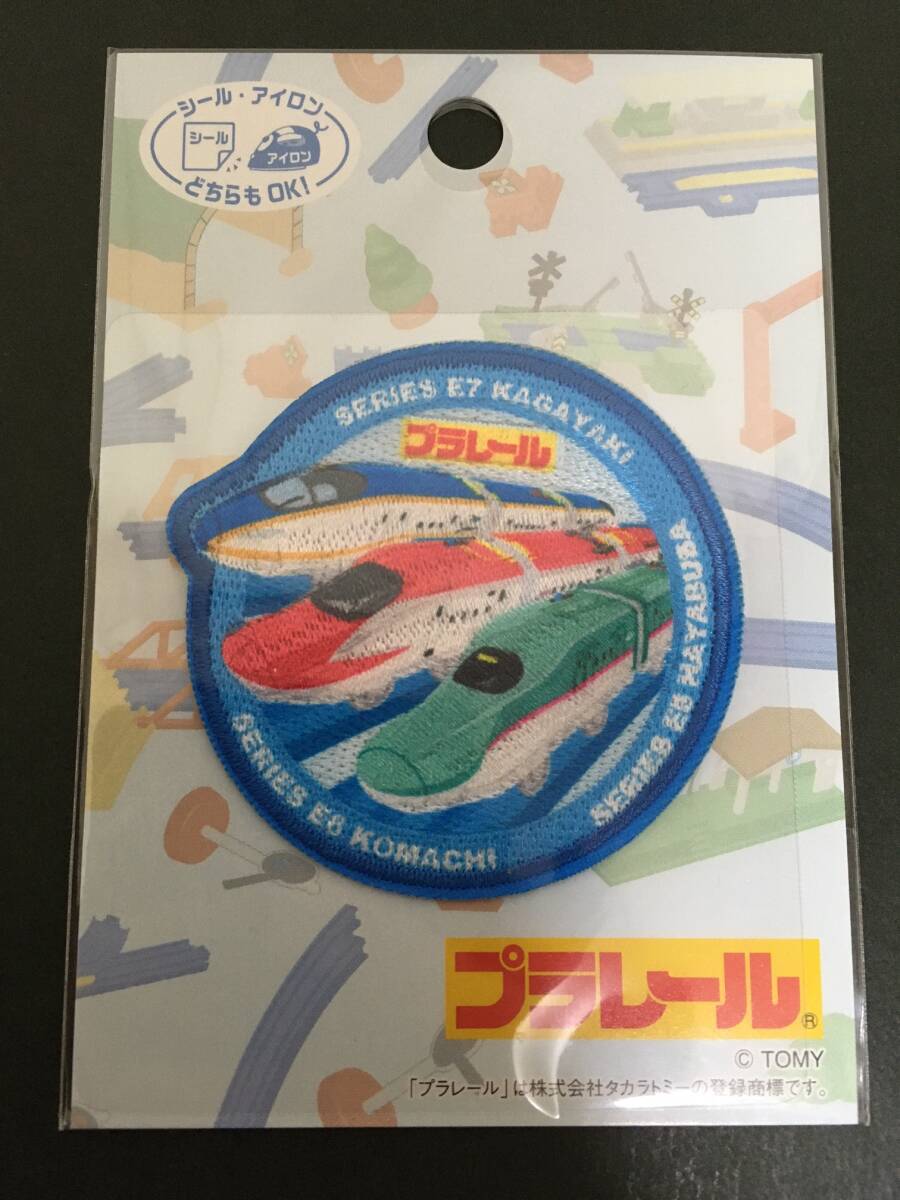 シール・アイロン
シール
アイロン
どちらもOK!
SERIES E7 KAGAYAKI
プラレール
SERIES E5 HAYABUSA
SERIES E6 KOMACHI
プラレール®
© TOMY
「プラレール」は株式会社タカラトミーの登録商標です。